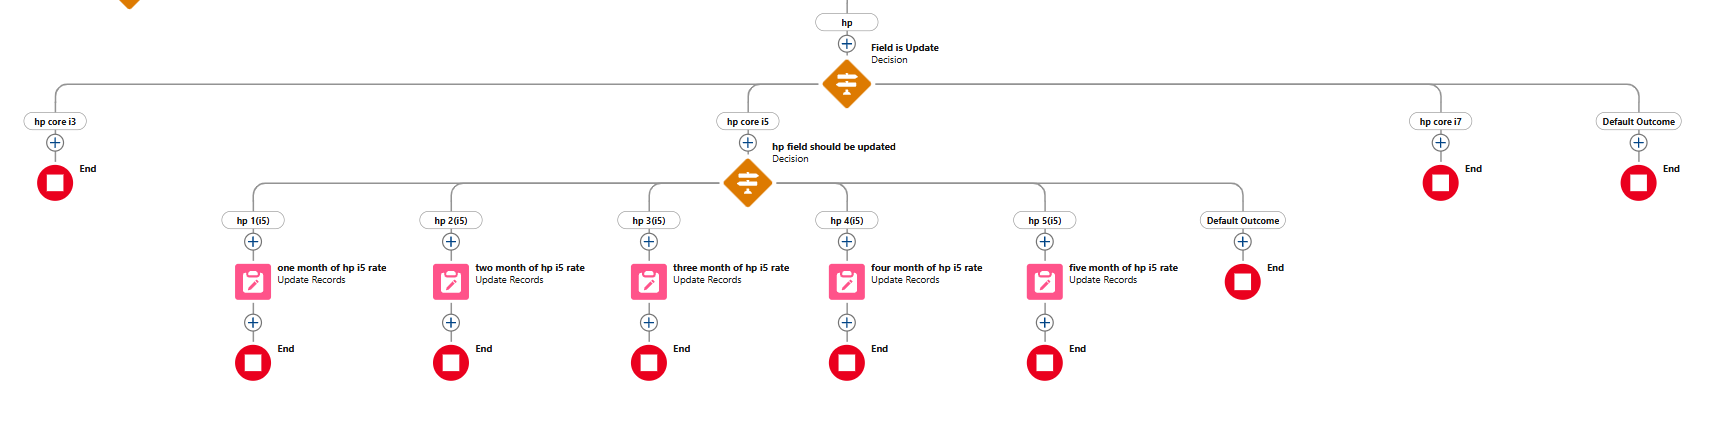 hp
Field is Update
Decision
hp core i3
hp core i5
hp core i7
Default Outcome
hp field should be updated
Decision
End
End
End
hp 1(i5)
hp 2(i5)
hp 3(i5)
hp 4(i5)
hp 5(i5)
Default Outcome
one month of hp i5 rate
Update Records
two month of hp i5 rate
Update Records
three month of hp i5 rate
Update Records
four month of hp i5 rate
Update Records
five month of hp i5 rate
Update Records
End
End
End
End
End
End